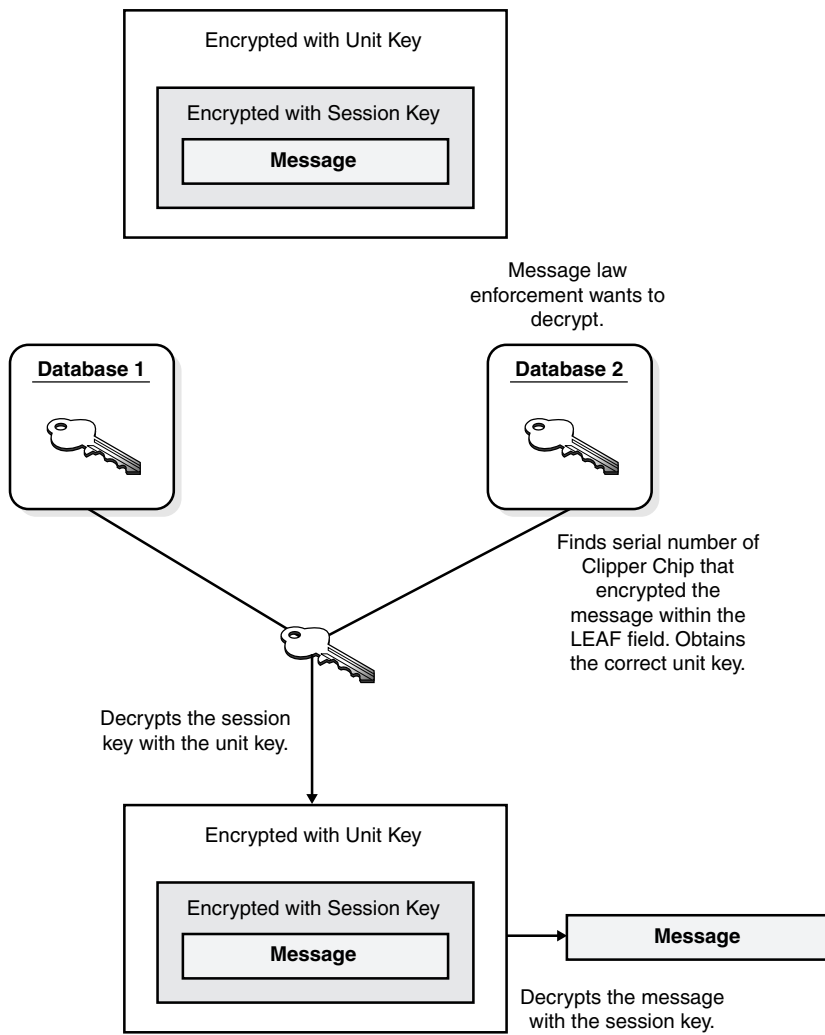 Encrypted with Unit Key
Encrypted with Session Key
Message
Message law
enforcement wants to
decrypt.
Database 1
Database 2
Finds serial number of
Clipper Chip that
encrypted the
message within the
LEAF field. Obtains
the correct unit key.
Decrypts the session
key with the unit key.
Encrypted with Unit Key
Encrypted with Session Key
Message
Message
Decrypts the message
with the session key.